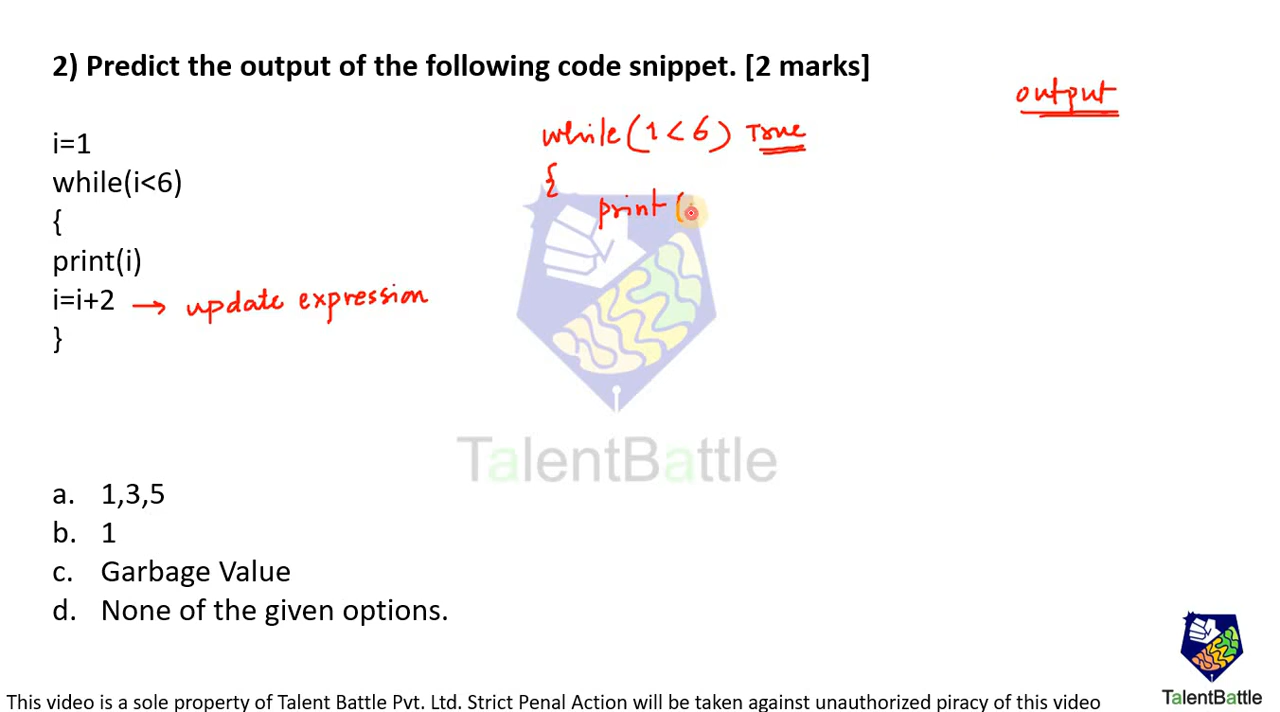 2) Predict the output of the following code snippet. [2 marks]
output
i=1
while(i<6)
{
print(i)
i=i+2 → update expression
}
while(1<6) True
{
print(
TalentBattle
a. 1,3,5
b. 1
c. Garbage Value
d. None of the given options.
TalentBattle
This video is a sole property of Talent Battle Pvt. Ltd. Strict Penal Action will be taken against unauthorized piracy of this video